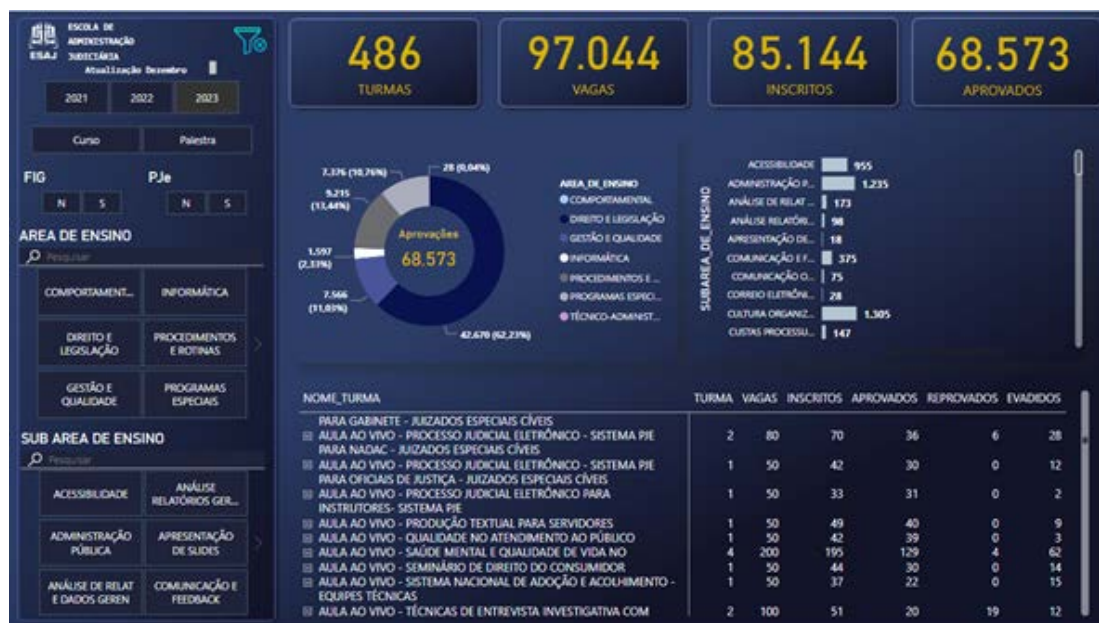 ESCOLA DE
ADMINISTRAÇÃO
JUDICIÁRIA
ESAJ
Atualização Dezembro
2021 2022 2023
Curso Palestra
FIG PJe
N S N S
AREA DE ENSINO
Pesquisar
COMPORTAMENT... INFORMÁTICA
DIREITO E
LEGISLAÇÃO
PROCEDIMENTOS
E ROTINAS
GESTÃO E
QUALIDADE
PROGRAMAS
ESPECIAIS
SUB AREA DE ENSINO
Pesquisar
ACESSIBILIDADE
ANÁLISE
RELATÓRIOS GER...
ADMINISTRAÇÃO
PÚBLICA
APRESENTAÇÃO
DE SLIDES
ANÁLISE DE RELAT
E DADOS GEREN
COMUNICAÇÃO E
FEEDBACK
486
TURMAS
97.044
VAGAS
85.144
INSCRITOS
68.573
APROVADOS
28 (0,04%)
7.376 (10,76%)
9.215
(13,44%)
1.597
(2,33%)
7.566
(11,03%)
42.670 (62,23%)
Aprovações
68.573
AREA_DE_ENSINO
COMPORTAMENTAL
DIREITO E LEGISLAÇÃO
GESTÃO E QUALIDADE
INFORMÁTICA
PROCEDIMENTOS E ...
PROGRAMAS ESPECI...
TÉCNICO-ADMINIST...
SUBAREA_DE_ENSINO
ACESSIBILIDADE 955
ADMINISTRAÇÃO P... 1.235
ANÁLISE DE RELAT ... 173
ANÁLISE RELATÓRI... 98
APRESENTAÇÃO DE... 18
COMUNICAÇÃO E F... 375
COMUNICAÇÃO O... 75
CORREIO ELETRÔNI... 28
CULTURA ORGANIZ... 1.305
CUSTAS PROCESSU... 147
NOME_TURMA TURMA VAGAS INSCRITOS APROVADOS REPROVADOS EVADIDOS
PARA GABINETE - JUIZADOS ESPECIAIS CÍVEIS
AULA AO VIVO - PROCESSO JUDICIAL ELETRÔNICO - SISTEMA PJE 2 80 70 36 6 28
PARA NADAC - JUIZADOS ESPECIAIS CÍVEIS
AULA AO VIVO - PROCESSO JUDICIAL ELETRÔNICO - SISTEMA PJE 1 50 42 30 0 12
PARA OFICIAIS DE JUSTIÇA - JUIZADOS ESPECIAIS CÍVEIS
AULA AO VIVO - PROCESSO JUDICIAL ELETRÔNICO PARA 1 50 33 31 0 2
INSTRUTORES- SISTEMA PJE
AULA AO VIVO - PRODUÇÃO TEXTUAL PARA SERVIDORES 1 50 49 40 0 9
AULA AO VIVO - QUALIDADE NO ATENDIMENTO AO PÚBLICO 1 50 42 39 0 3
AULA AO VIVO - SAÚDE MENTAL E QUALIDADE DE VIDA NO 4 200 195 129 4 62
AULA AO VIVO - SEMINÁRIO DE DIREITO DO CONSUMIDOR 1 50 44 30 0 14
AULA AO VIVO - SISTEMA NACIONAL DE ADOÇÃO E ACOLHIMENTO - 1 50 37 22 0 15
EQUIPES TÉCNICAS
AULA AO VIVO - TÉCNICAS DE ENTREVISTA INVESTIGATIVA COM 2 100 51 20 19 12